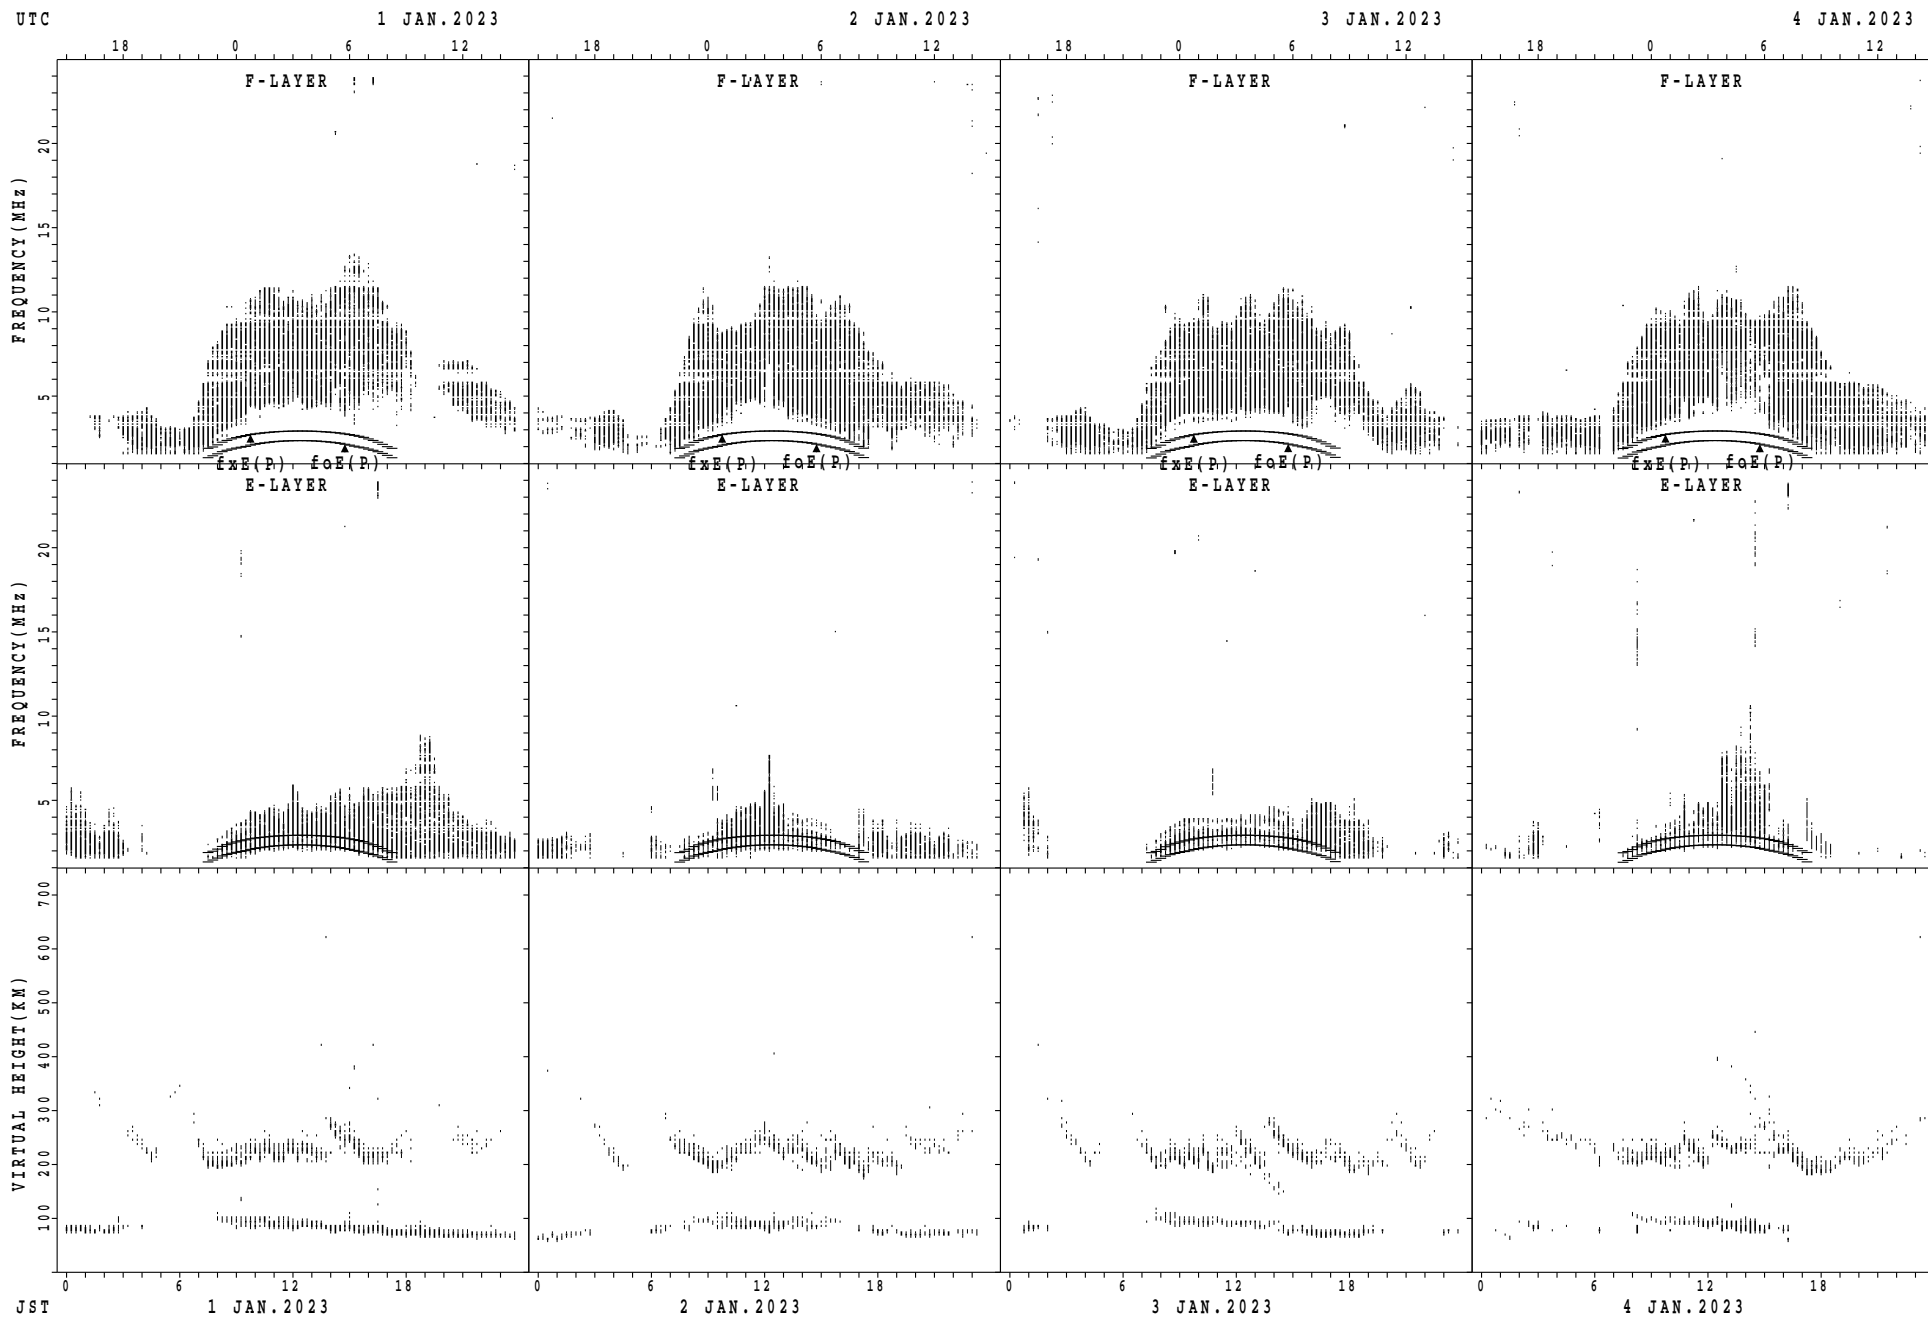 UTC 1 JAN.2023 2 JAN.2023 3 JAN.2023 4 JAN.2023
18 0 6 12 18 0 6 12 18 0 6 12 18 0 6 12
F-LAYER F-LAYER F-LAYER F-LAYER
FREQUENCY(MHz)
20
15
10
5
fxE(P) foE(P) fxE(P) foE(P) fxE(P) foE(P) fxE(P) foE(P)
E-LAYER E-LAYER E-LAYER E-LAYER
FREQUENCY(MHz)
20
15
10
5
VIRTUAL HEIGHT(KM)
700
600
500
400
300
200
100
0 6 12 18 0 6 12 18 0 6 12 18 0 6 12 18
JST 1 JAN.2023 2 JAN.2023 3 JAN.2023 4 JAN.2023